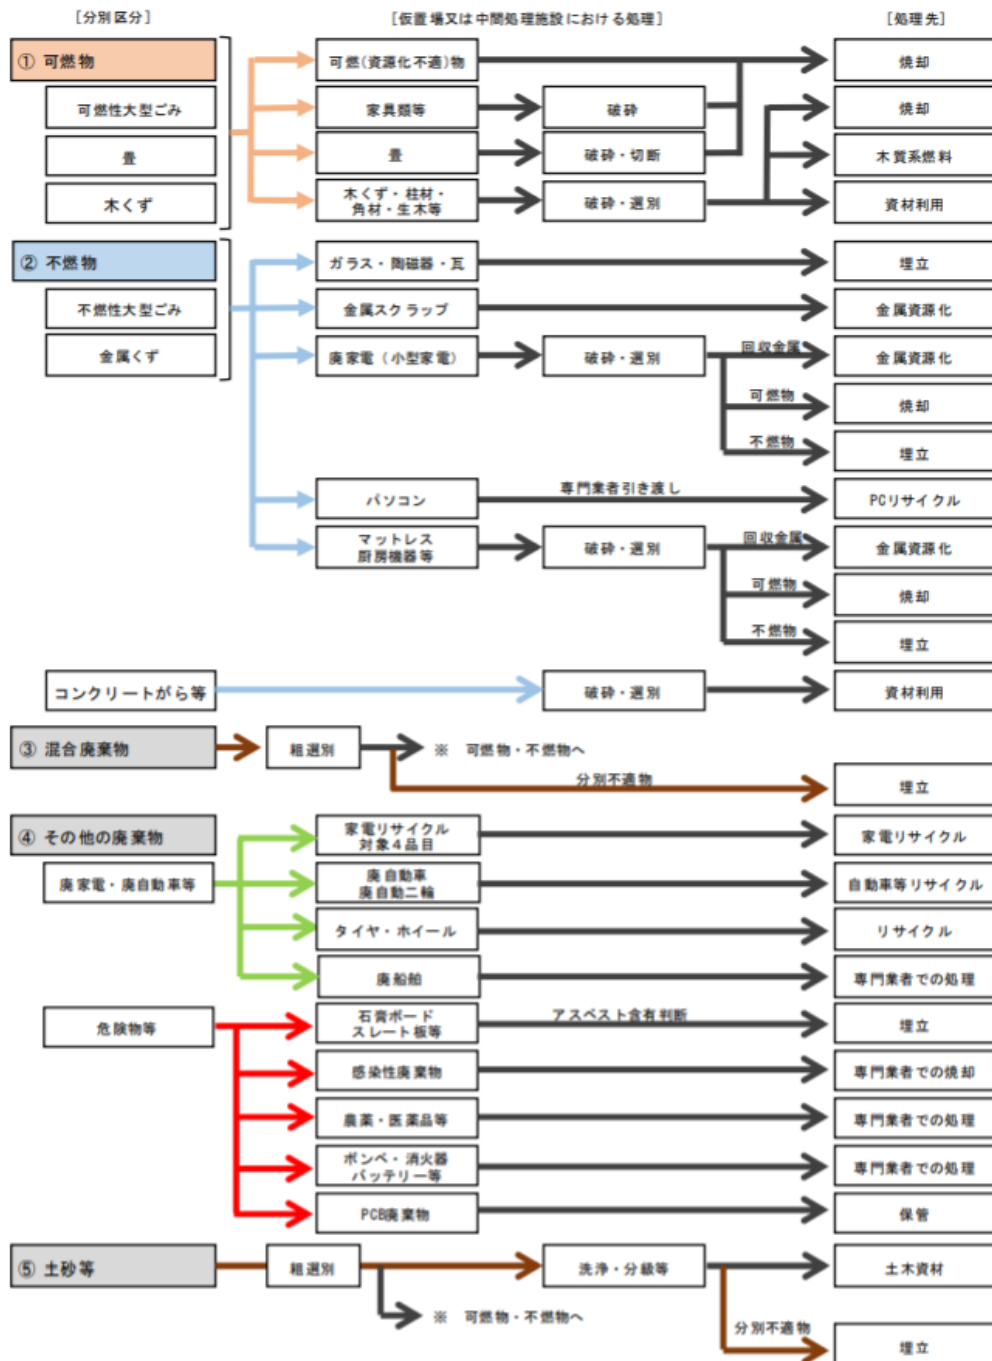 [分別区分]
[仮置場又は中間処理施設における処理]
[処理先]
① 可燃物
可燃(資源化不適)物
焼却
可燃性大型ごみ
家具類等
破砕
焼却
畳
畳
破砕・切断
木質系燃料
木くず
木くず・柱材・
角材・生木等
破砕・選別
資材利用
② 不燃物
ガラス・陶磁器・瓦
埋立
不燃性大型ごみ
金属スクラップ
金属資源化
金属くず
廃家電（小型家電）
破砕・選別
回収金属
金属資源化
可燃物
焼却
不燃物
埋立
パソコン
専門業者引き渡し
PCリサイクル
マットレス
厨房機器等
破砕・選別
回収金属
金属資源化
可燃物
焼却
不燃物
埋立
コンクリートがら等
破砕・選別
資材利用
③ 混合廃棄物
粗選別
※ 可燃物・不燃物へ
分別不適物
埋立
④ その他の廃棄物
家電リサイクル
対象4品目
家電リサイクル
廃家電・廃自動車等
廃自動車
廃自動二輪
自動車等リサイクル
タイヤ・ホイール
リサイクル
廃船舶
専門業者での処理
危険物等
石膏ボード
スレート板等
アスベスト含有判断
埋立
感染性廃棄物
専門業者での焼却
農薬・医薬品等
専門業者での処理
ボンベ・消火器
バッテリー等
専門業者での処理
PCB廃棄物
保管
⑤ 土砂等
粗選別
洗浄・分級等
土木資材
※ 可燃物・不燃物へ
分別不適物
埋立